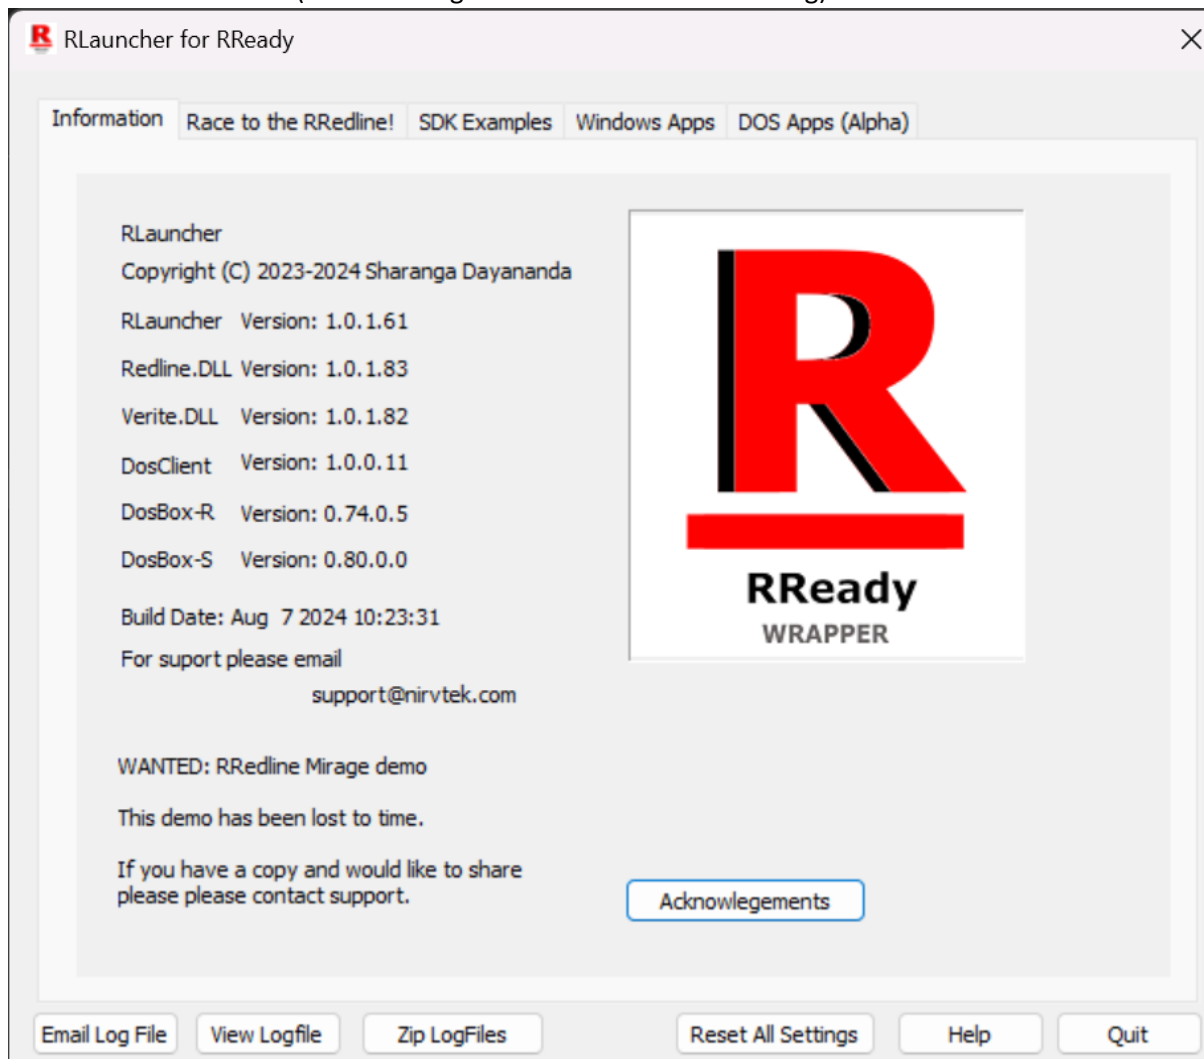 RLauncher for RReady
Information Race to the RRedline! SDK Examples Windows Apps DOS Apps (Alpha)
RLauncher
Copyright (C) 2023-2024 Sharanga Dayananda
RLauncher Version: 1.0.1.61
Redline.DLL Version: 1.0.1.83
Verite.DLL Version: 1.0.1.82
DosClient Version: 1.0.0.11
DosBox-R Version: 0.74.0.5
DosBox-S Version: 0.80.0.0
Build Date: Aug 7 2024 10:23:31
For suport please email
support@nirvtek.com
WANTED: RRedline Mirage demo
This demo has been lost to time.
If you have a copy and would like to share
please please contact support.
R
RReady
WRAPPER
Acknowlegements
Email Log File View Logfile Zip LogFiles Reset All Settings Help Quit